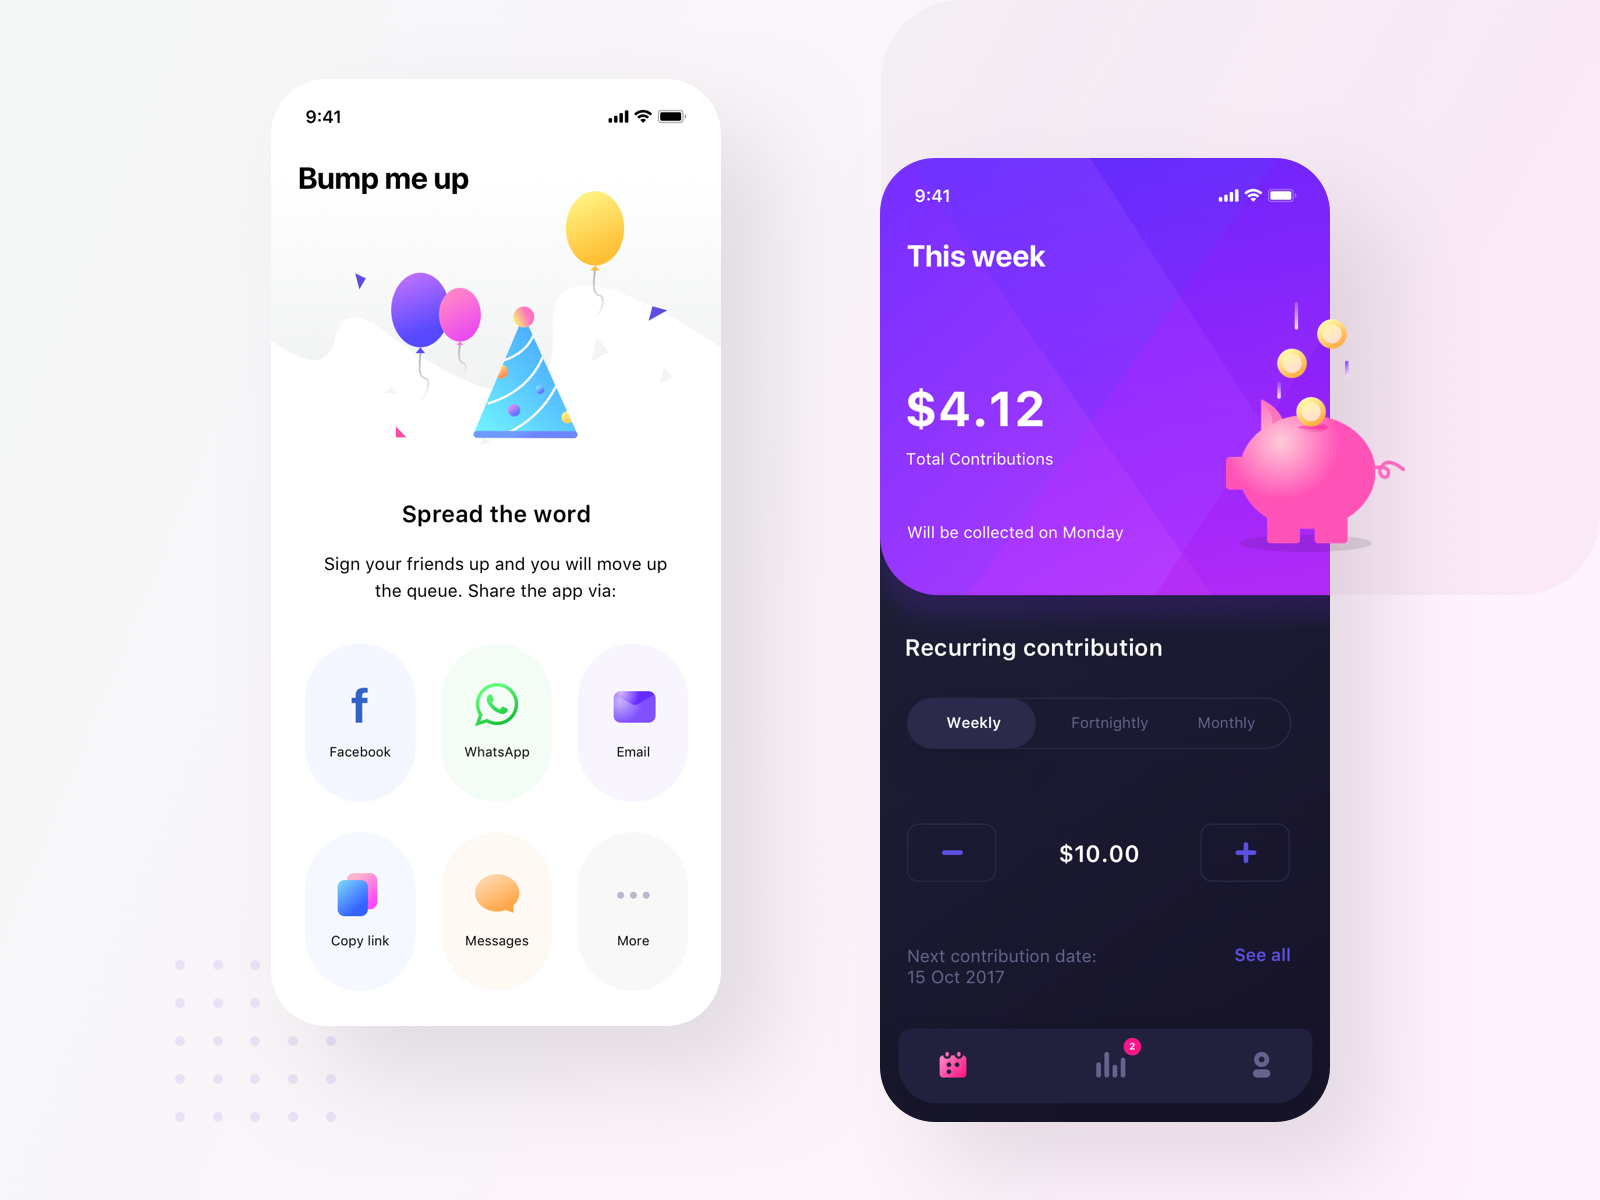 9:41
Bump me up
Spread the word
Sign your friends up and you will move up
the queue. Share the app via:
f
Facebook
WhatsApp
Email
Copy link
Messages
More
9:41
This week
$4.12
Total Contributions
Will be collected on Monday
Recurring contribution
Weekly
Fortnightly
Monthly
$10.00
Next contribution date:
15 Oct 2017
See all
2